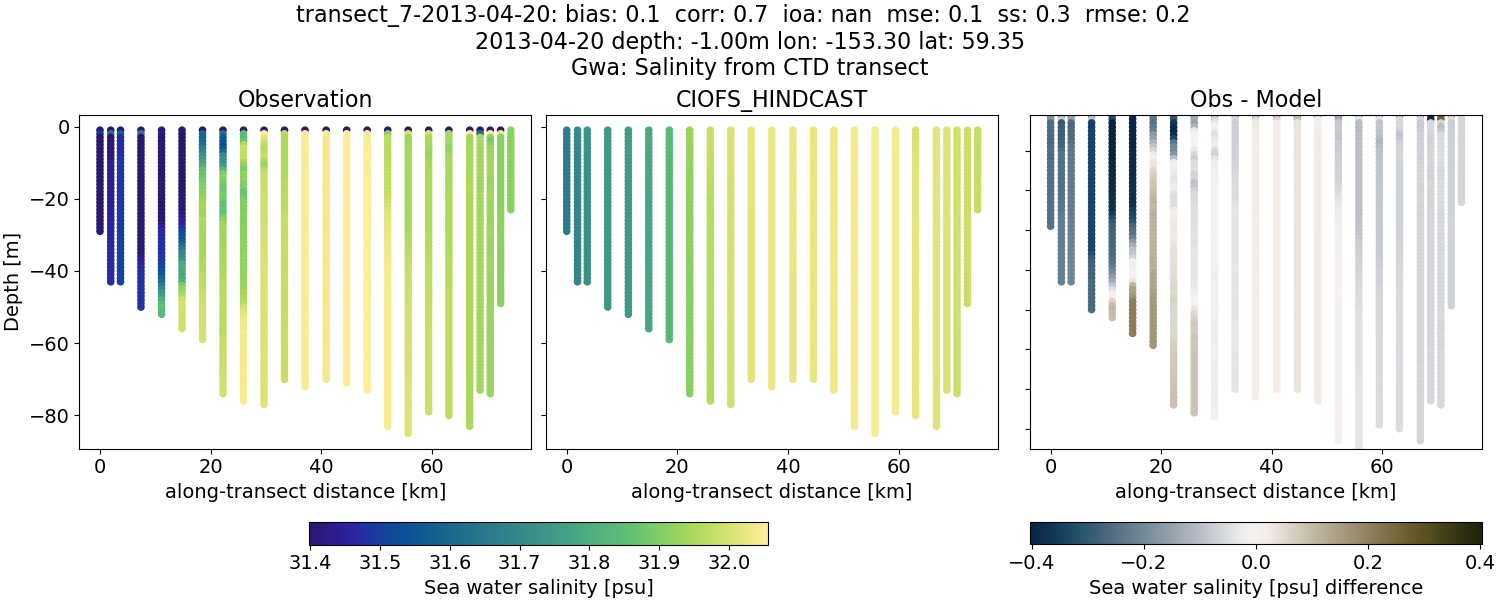 transect_7-2013-04-20: bias: 0.1  corr: 0.7  ioa: nan  mse: 0.1  ss: 0.3  rmse: 0.2
2013-04-20 depth: -1.00m lon: -153.30 lat: 59.35
Gwa: Salinity from CTD transect
Observation
CIOFS_HINDCAST
Obs - Model
Depth [m]
0
−20
−40
−60
−80
0 20 40 60
0 20 40 60
0 20 40 60
along-transect distance [km]
along-transect distance [km]
along-transect distance [km]
31.4 31.5 31.6 31.7 31.8 31.9 32.0
Sea water salinity [psu]
−0.4 −0.2 0.0 0.2 0.4
Sea water salinity [psu] difference